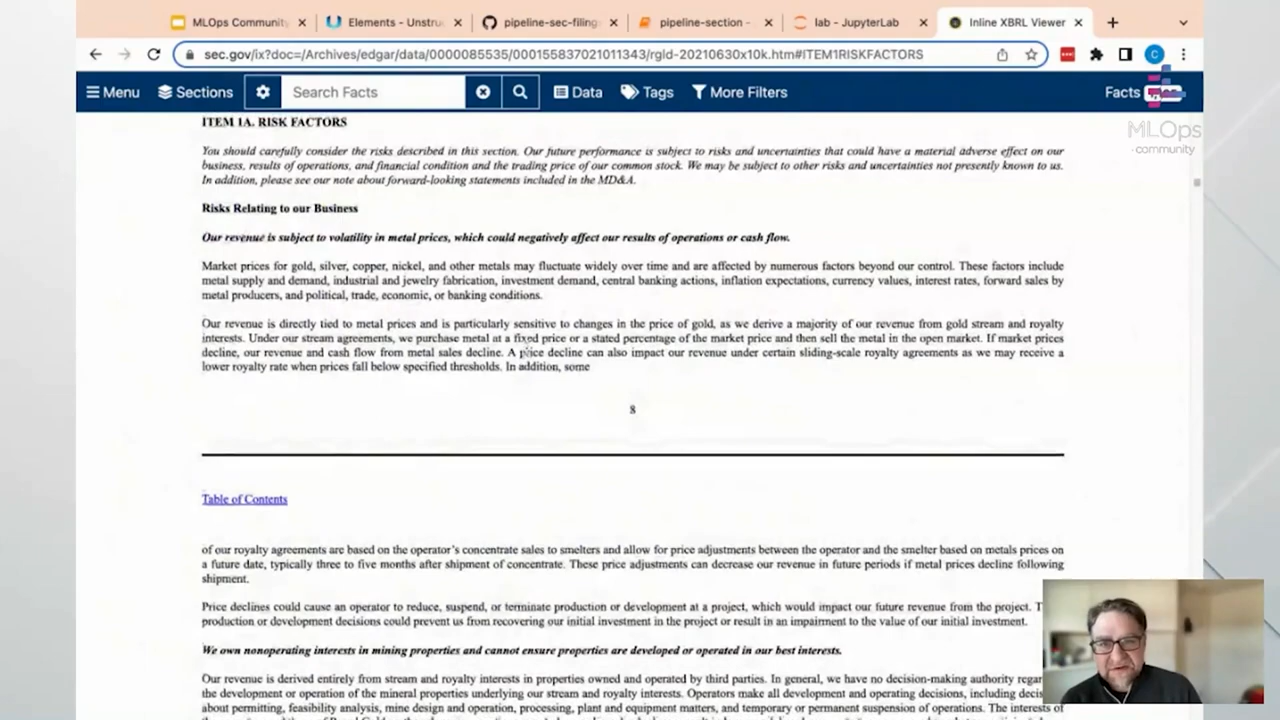 MLOps Community
Elements - Unstru
pipeline-sec-filing
pipeline-section -
lab - JupyterLab
Inline XBRL Viewer
sec.gov/ix?doc=/Archives/edgar/data/0000085535/000155837021011343/rgld-20210630x10k.htm#ITEM1RISKFACTORS
C
Menu
Sections
Search Facts
Data
Tags
More Filters
Facts
MLOps
community
ITEM 1A. RISK FACTORS
You should carefully consider the risks described in this section. Our future performance is subject to risks and uncertainties that could have a material adverse effect on our
business, results of operations, and financial condition and the trading price of our common stock. We may be subject to other risks and uncertainties not presently known to us.
In addition, please see our note about forward-looking statements included in the MD&A.
Risks Relating to our Business
Our revenue is subject to volatility in metal prices, which could negatively affect our results of operations or cash flow.
Market prices for gold, silver, copper, nickel, and other metals may fluctuate widely over time and are affected by numerous factors beyond our control. These factors include
metal supply and demand, industrial and jewelry fabrication, investment demand, central banking actions, inflation expectations, currency values, interest rates, forward sales by
metal producers, and political, trade, economic, or banking conditions.
Our revenue is directly tied to metal prices and is particularly sensitive to changes in the price of gold, as we derive a majority of our revenue from gold stream and royalty
interests. Under our stream agreements, we purchase metal at a fixed price or a stated percentage of the market price and then sell the metal in the open market. If market prices
decline, our revenue and cash flow from metal sales decline. A price decline can also impact our revenue under certain sliding-scale royalty agreements as we may receive a
lower royalty rate when prices fall below specified thresholds. In addition, some
8
Table of Contents
of our royalty agreements are based on the operator's concentrate sales to smelters and allow for price adjustments between the operator and the smelter based on metals prices on
a future date, typically three to five months after shipment of concentrate. These price adjustments can decrease our revenue in future periods if metal prices decline following
shipment.
Price declines could cause an operator to reduce, suspend, or terminate production or development at a project, which would impact our future revenue from the project. T
production or development decisions could prevent us from recovering our initial investment in the project or result in an impairment to the value of our initial investment.
We own nonoperating interests in mining properties and cannot ensure properties are developed or operated in our best interests.
Our revenue is derived entirely from stream and royalty interests in properties owned and operated by third parties. In general, we have no decision-making authority regar
the development or operation of the mineral properties underlying our stream and royalty interests. Operators make all development and operating decisions, including decis
about permitting, feasibility analysis, mine design and operation, processing, plant and equipment matters, and temporary or permanent suspension of operations. The interests of